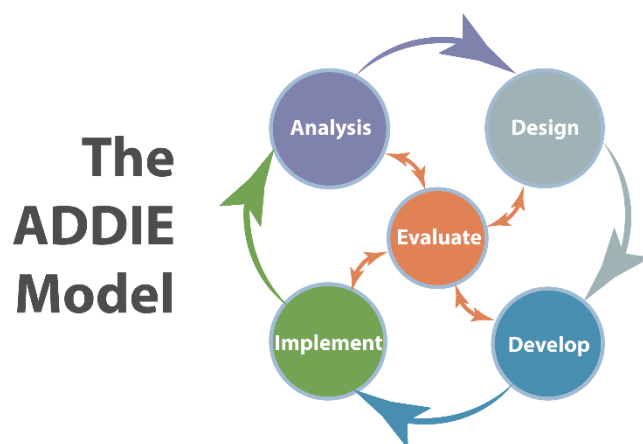 The
ADDIE
Model
Analysis
Design
Evaluate
Implement
Develop